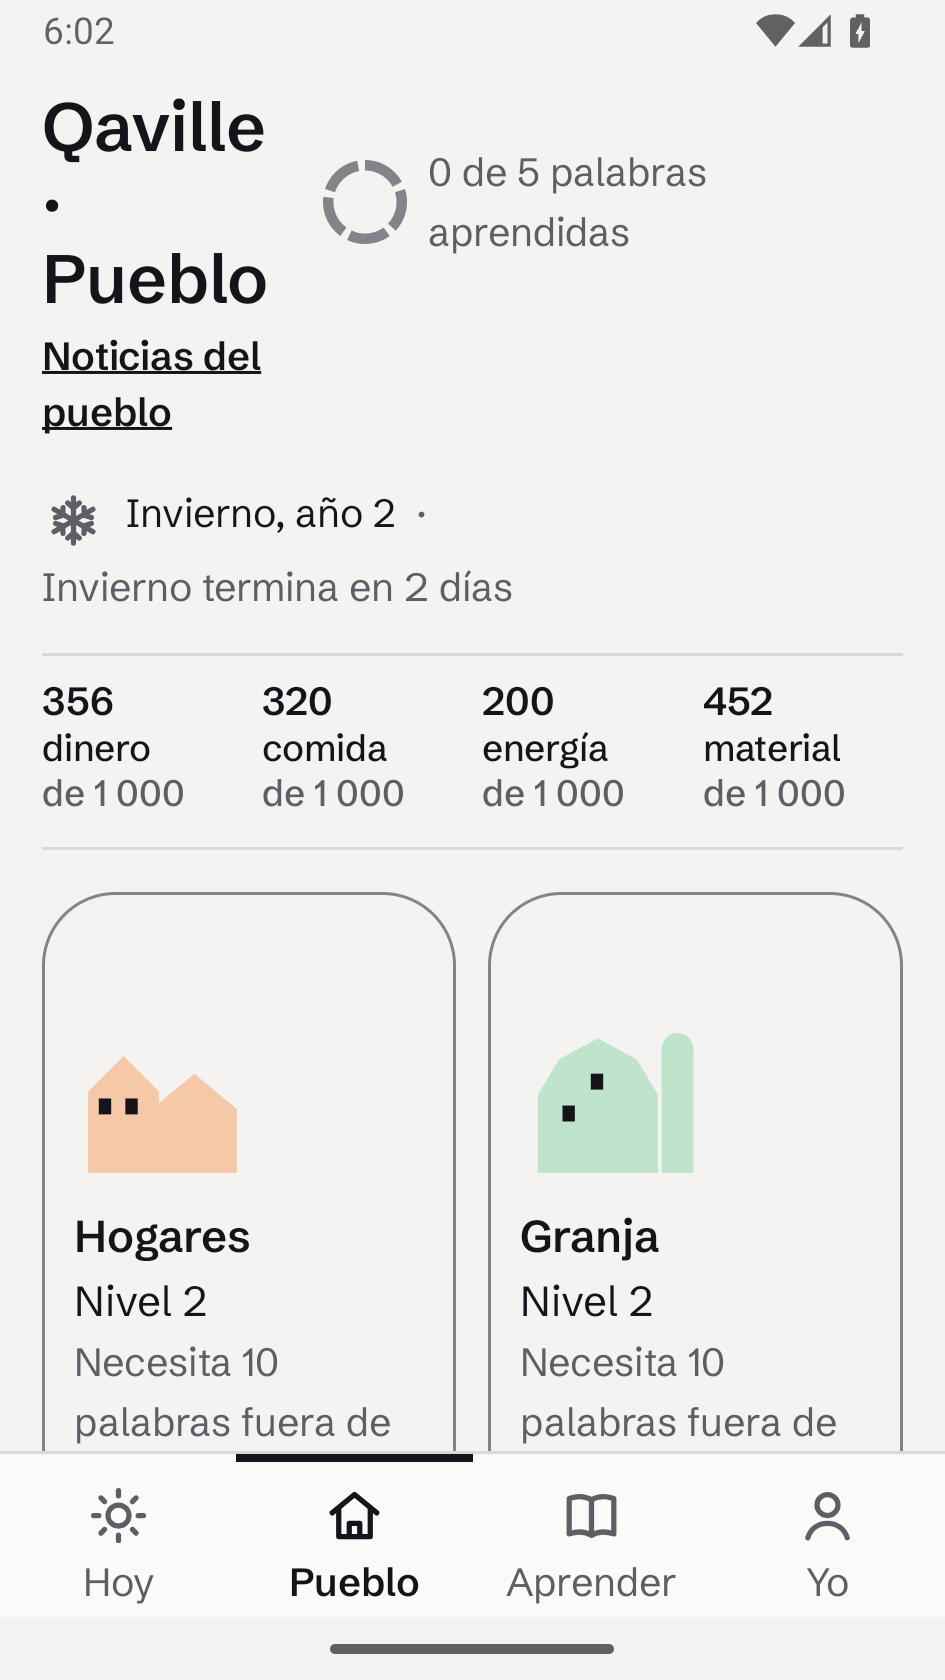 6:02
Qaville
·
Pueblo
0 de 5 palabras
aprendidas
Noticias del
pueblo
Invierno, año 2 ·
Invierno termina en 2 días
356 320 200 452
dinero comida energía material
de 1 000 de 1 000 de 1 000 de 1 000
Hogares
Nivel 2
Necesita 10
palabras fuera de
Granja
Nivel 2
Necesita 10
palabras fuera de
Hoy Pueblo Aprender Yo